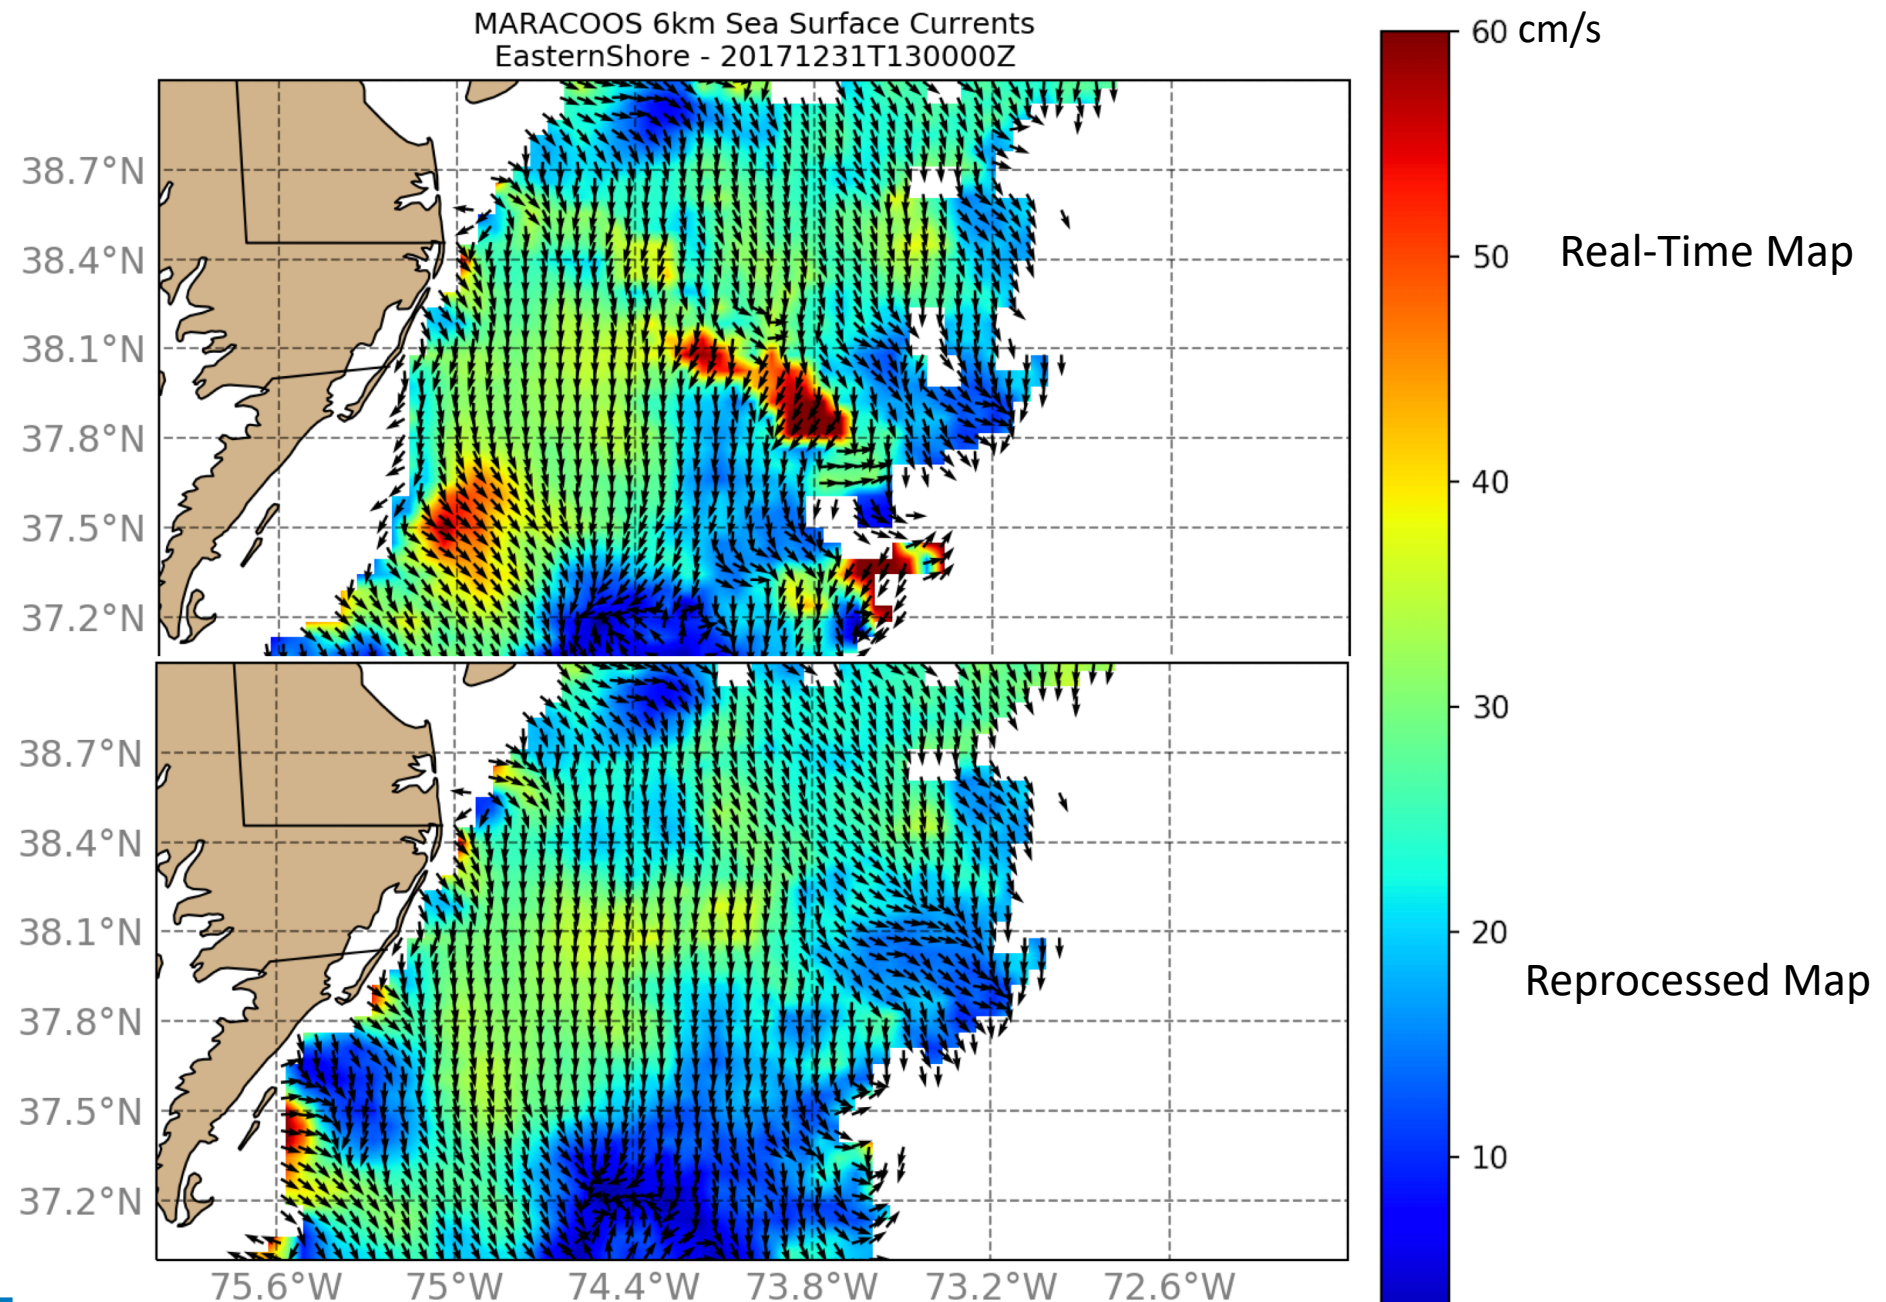 MARACOOS 6km Sea Surface Currents
EasternShore - 20171231T130000Z
60 cm/s
50
40
30
20
10
Real-Time Map
38.7°N
38.4°N
38.1°N
37.8°N
37.5°N
37.2°N
Reprocessed Map
38.7°N
38.4°N
38.1°N
37.8°N
37.5°N
37.2°N
75.6°W 75°W 74.4°W 73.8°W 73.2°W 72.6°W